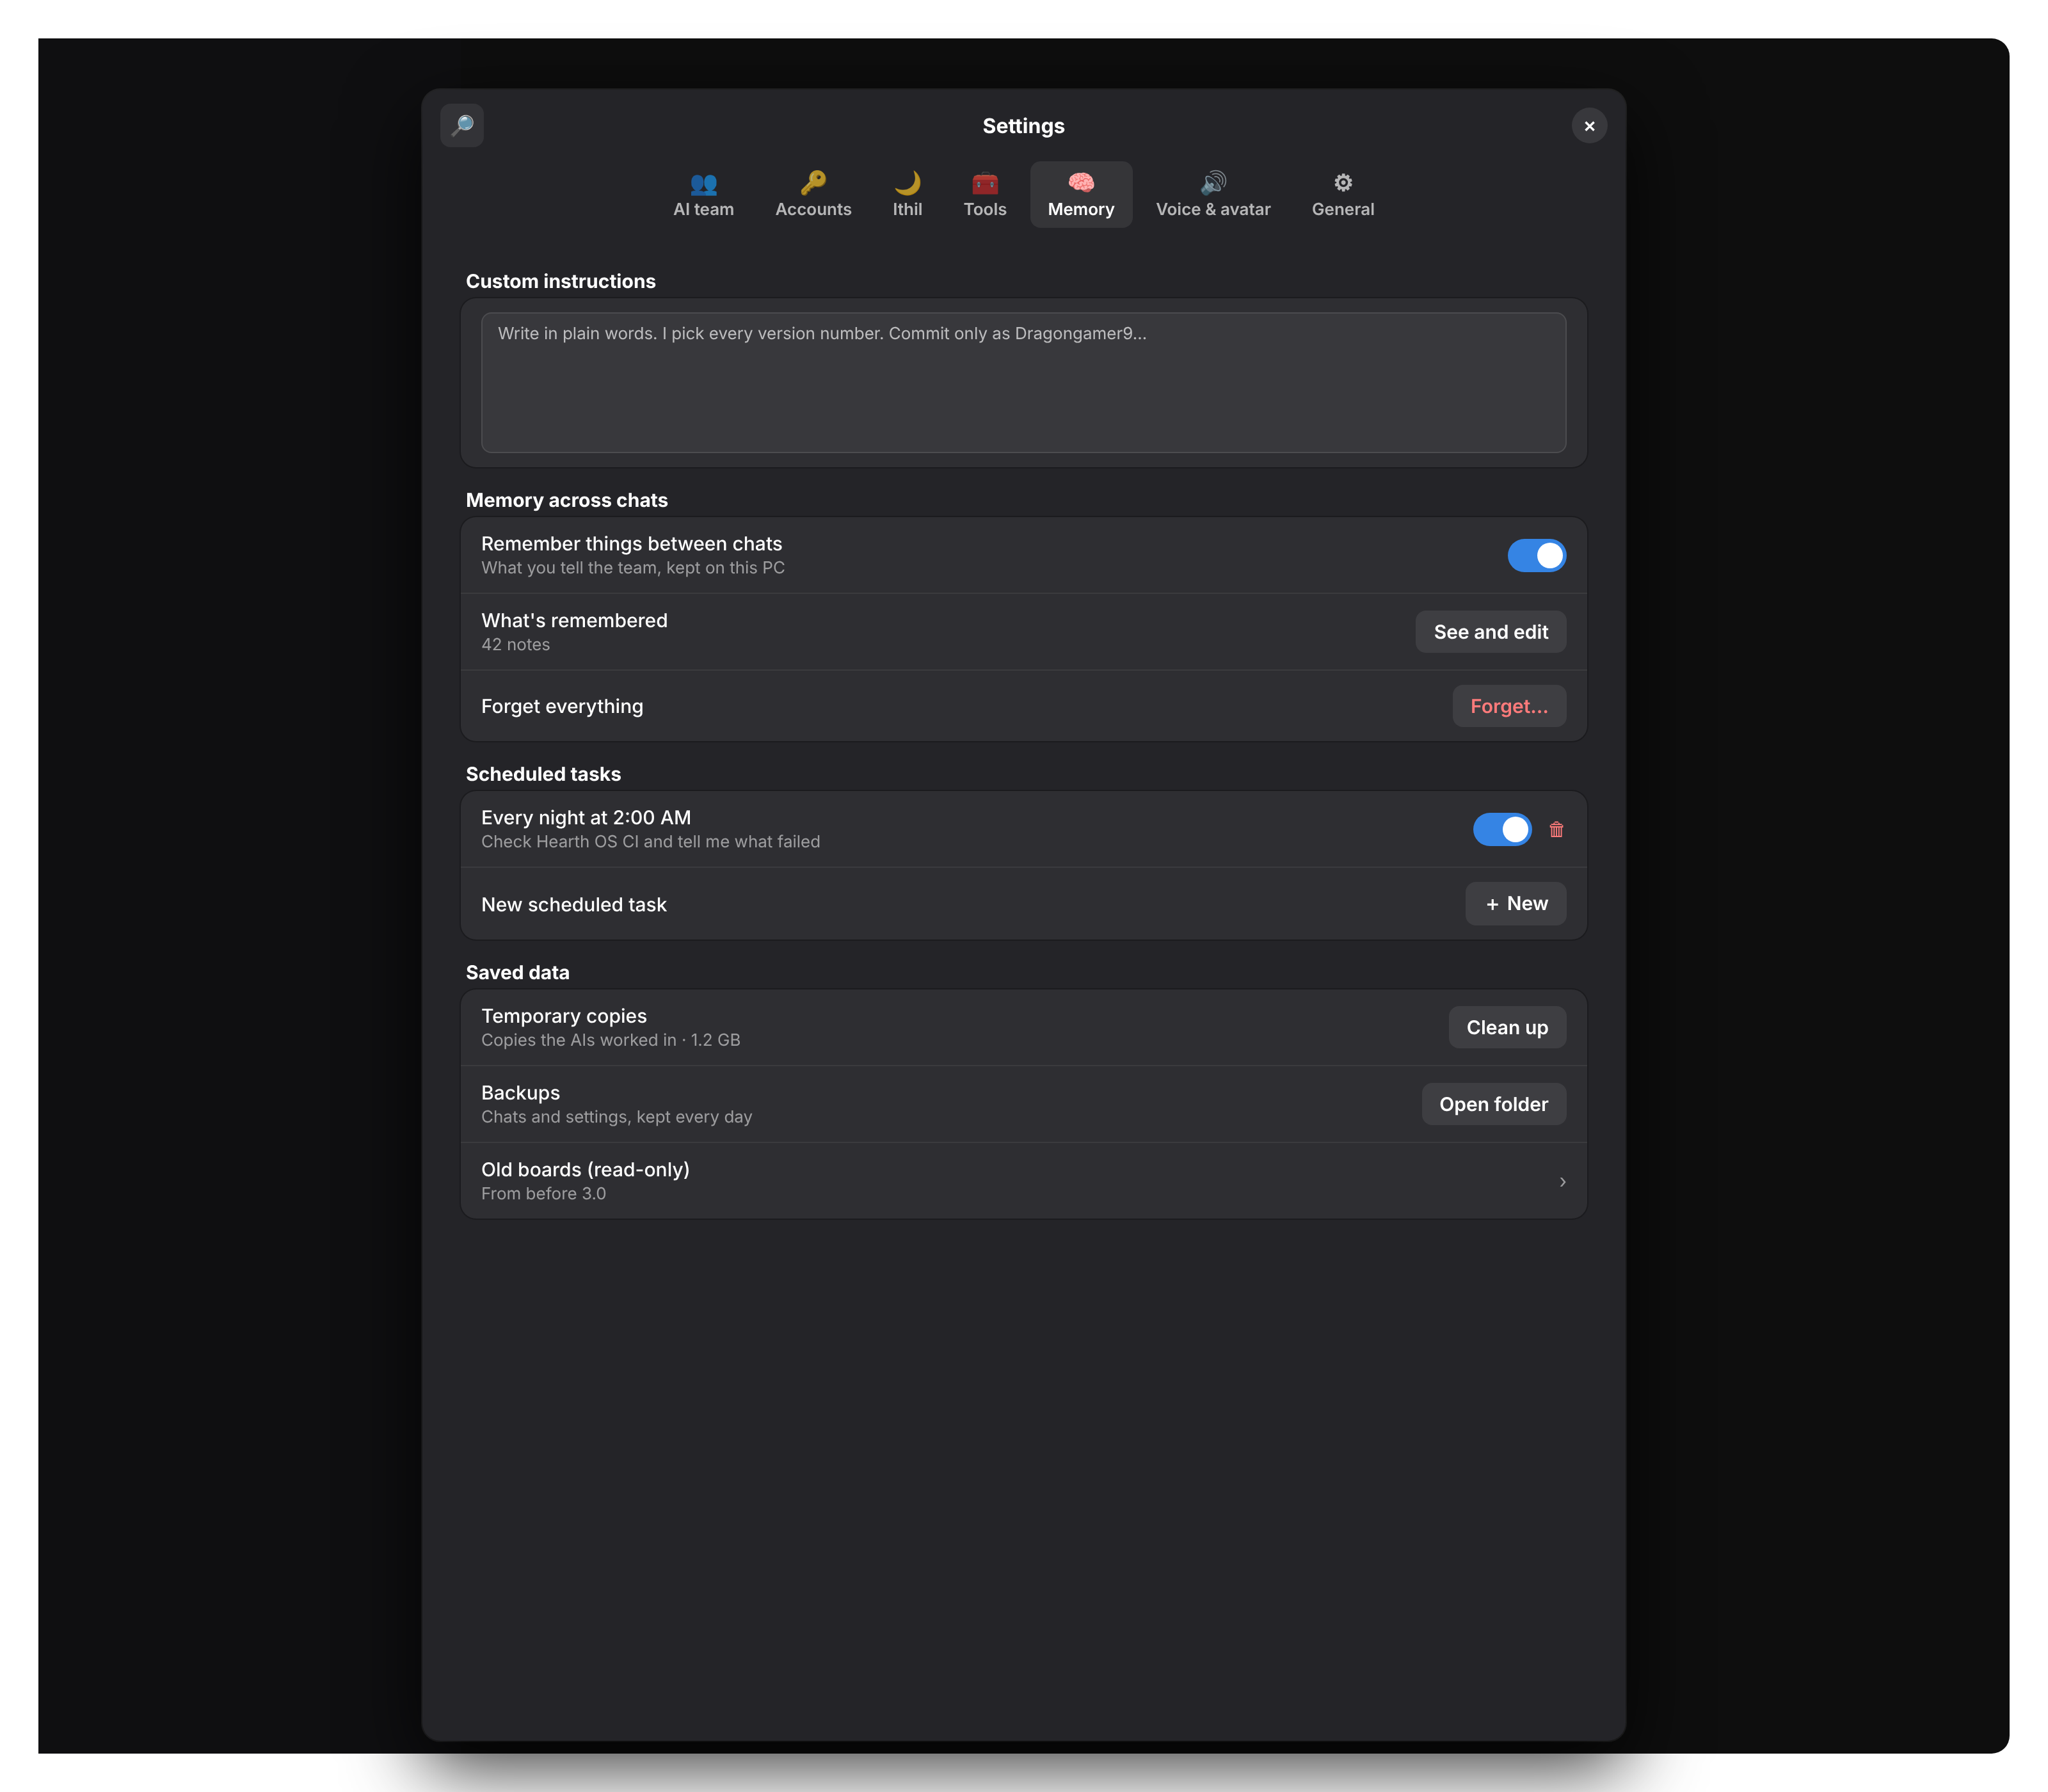 Settings
×
AI team
Accounts
Ithil
Tools
Memory
Voice & avatar
General
Custom instructions
Write in plain words. I pick every version number. Commit only as Dragongamer9…
Memory across chats
Remember things between chats
What you tell the team, kept on this PC
What's remembered
42 notes
See and edit
Forget everything
Forget…
Scheduled tasks
Every night at 2:00 AM
Check Hearth OS CI and tell me what failed
New scheduled task
+ New
Saved data
Temporary copies
Copies the AIs worked in · 1.2 GB
Clean up
Backups
Chats and settings, kept every day
Open folder
Old boards (read-only)
From before 3.0
›